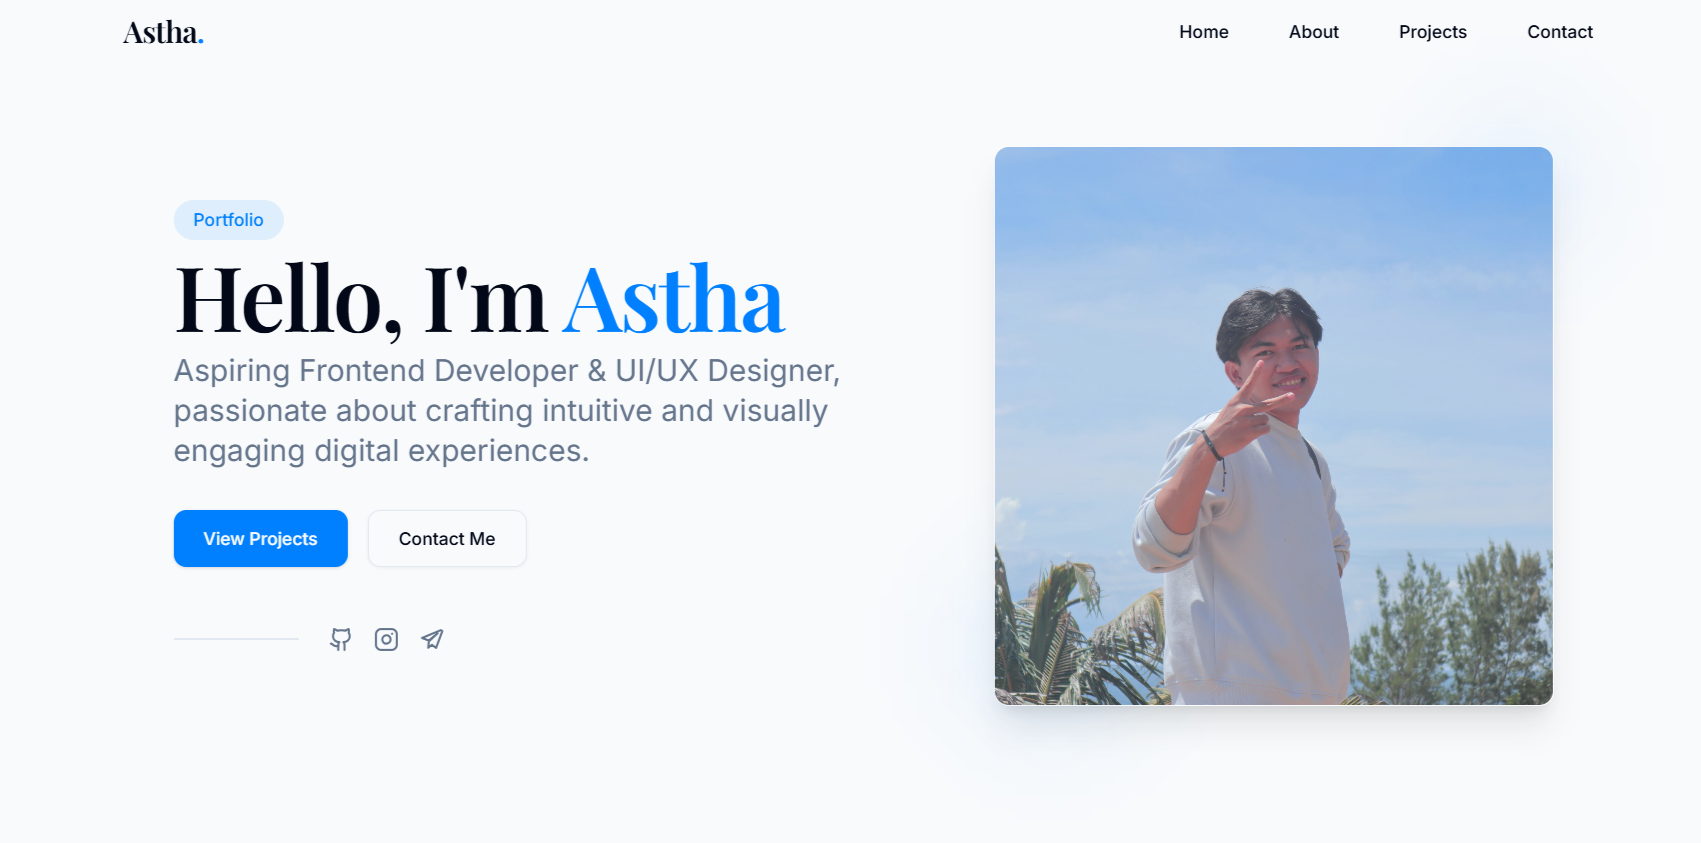 Astha.
Home
About
Projects
Contact
Portfolio
Hello, I'm Astha
Aspiring Frontend Developer & UI/UX Designer,
passionate about crafting intuitive and visually
engaging digital experiences.
View Projects
Contact Me